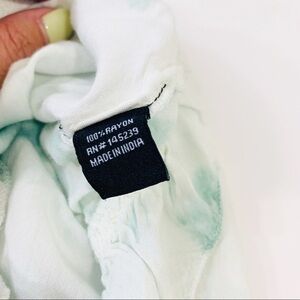 100% RAYON
RN# 145239
MADE IN INDIA